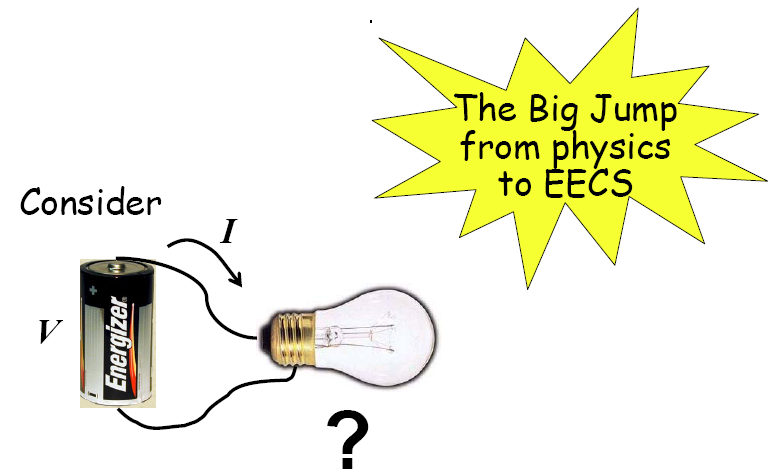 The Big Jump
from physics
to EECS
Consider
I
V
+
Energizer
?